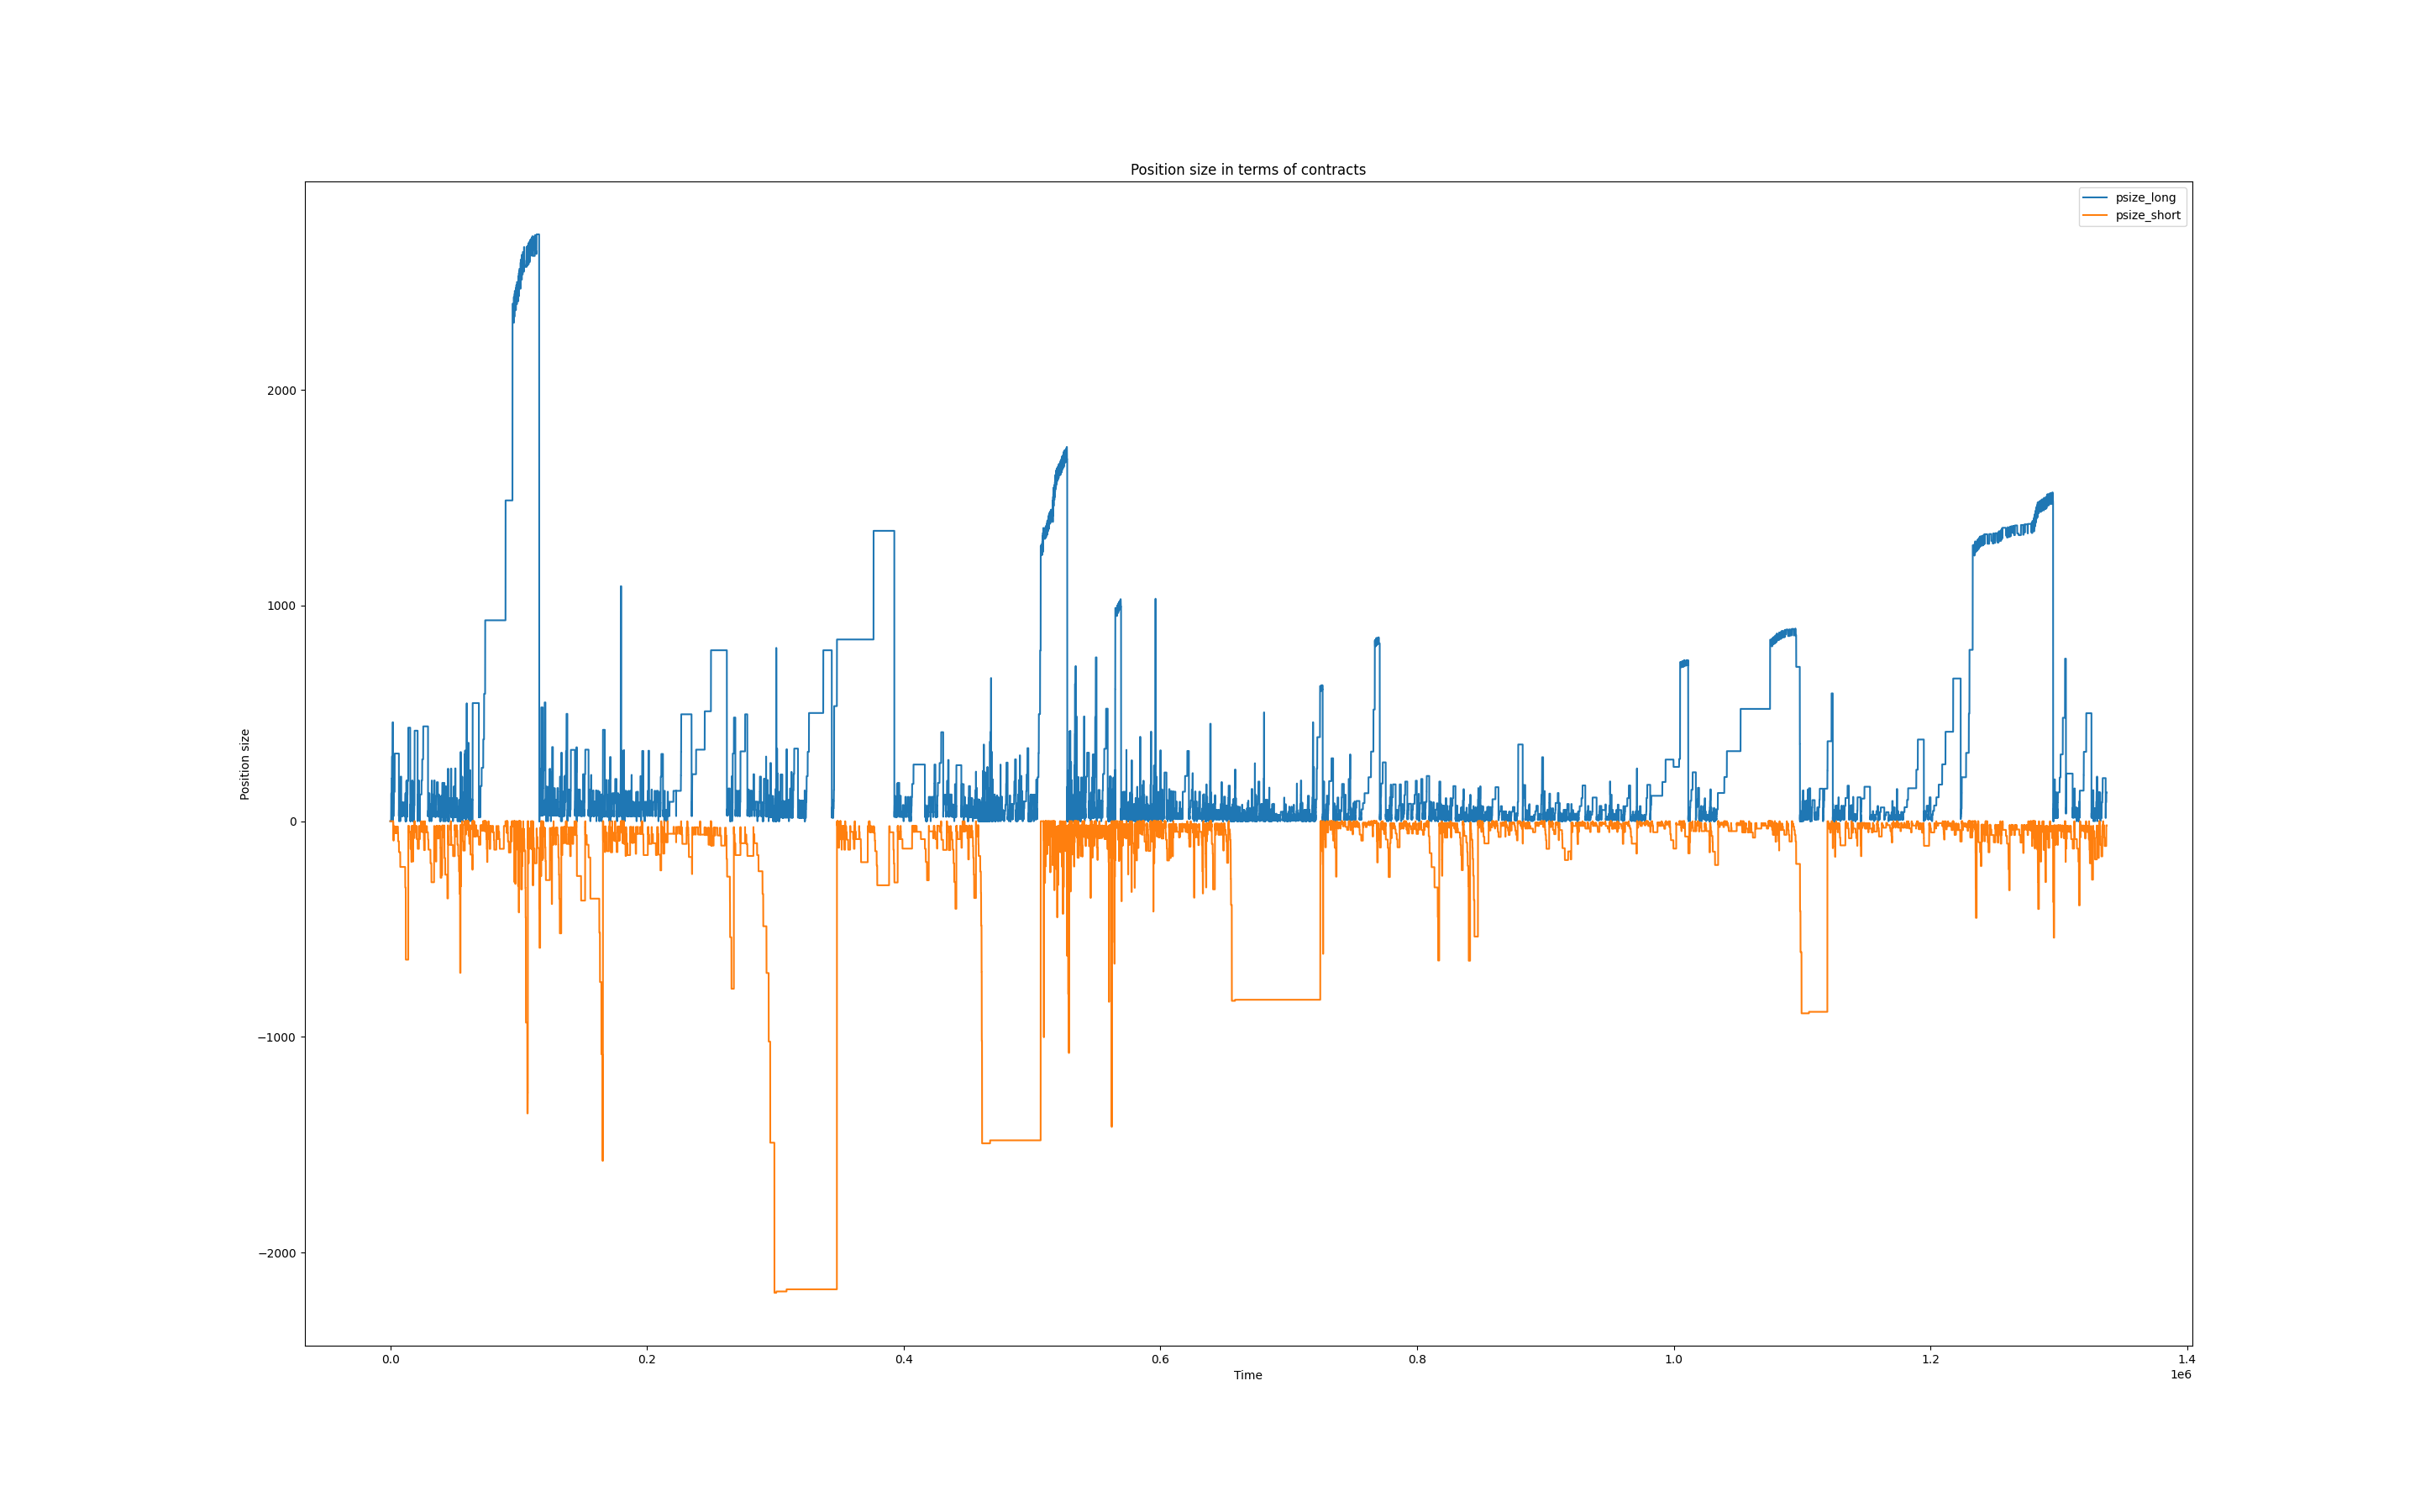 Position size in terms of contracts
psize_long
psize_short
Position size
2000
1000
0
−1000
−2000
0.0
0.2
0.4
0.6
0.8
1.0
1.2
1.4
Time
1e6